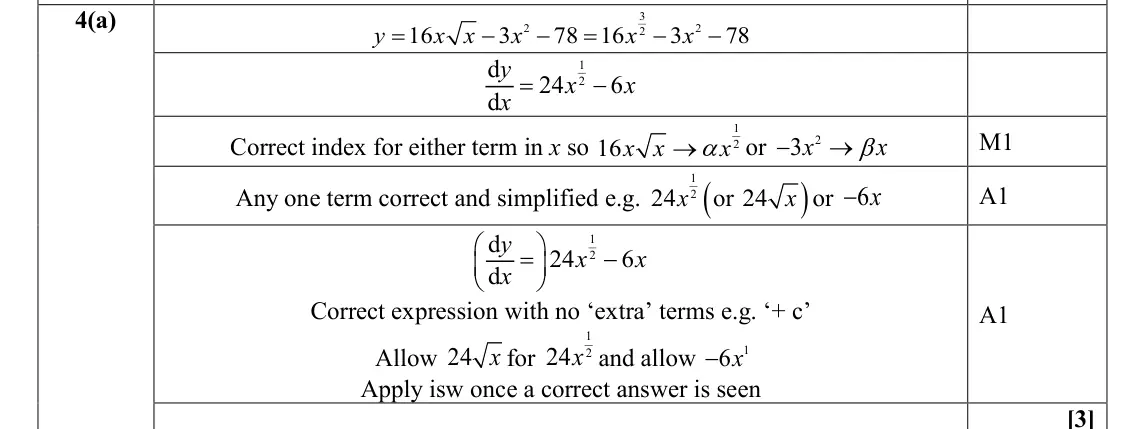 4(a)
y = 16x√x − 3x² − 78 = 16x^{3/2} − 3x² − 78
dy/dx = 24x^{1/2} − 6x
Correct index for either term in x so 16x√x → αx^{1/2} or −3x² → βx M1
Any one term correct and simplified e.g. 24x^{1/2} (or 24√x) or −6x A1
(dy/dx =) 24x^{1/2} − 6x
Correct expression with no ‘extra’ terms e.g. ‘+ c’ A1
Allow 24√x for 24x^{1/2} and allow −6x¹
Apply isw once a correct answer is seen
[3]